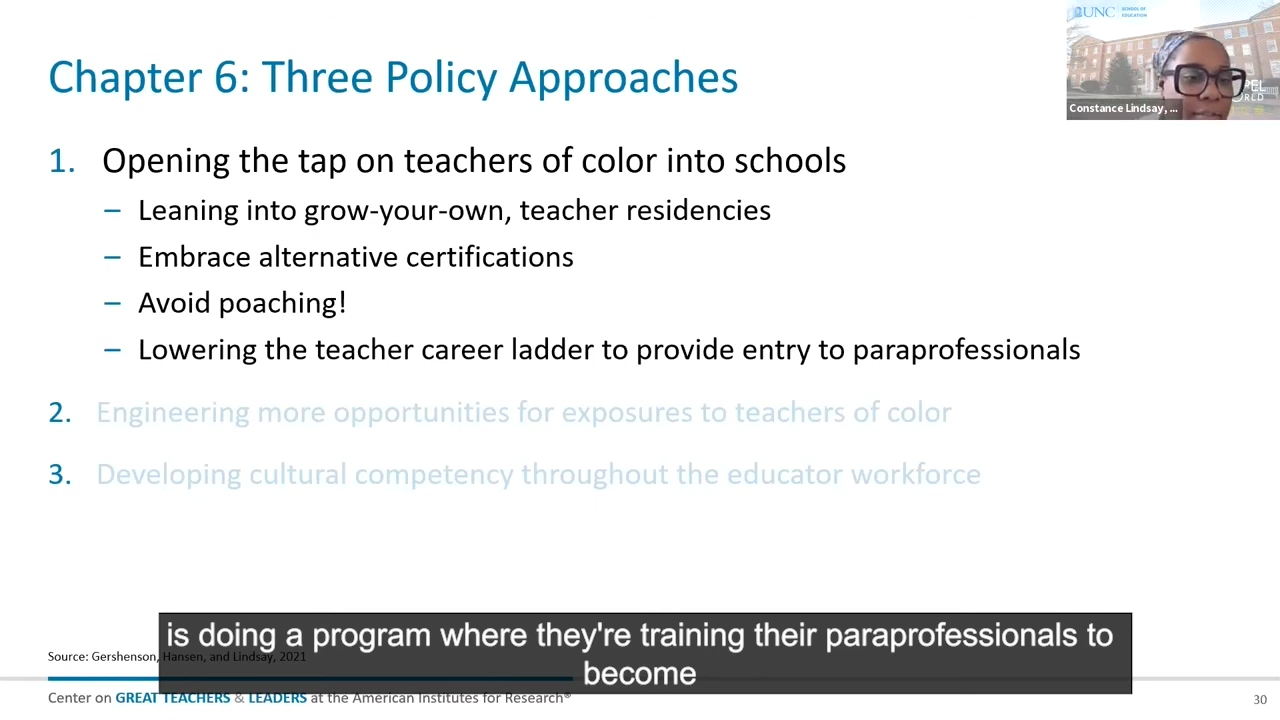 UNC SCHOOL OF EDUCATION
Constance Lindsay, ...
Chapter 6: Three Policy Approaches
1. Opening the tap on teachers of color into schools
– Leaning into grow-your-own, teacher residencies
– Embrace alternative certifications
– Avoid poaching!
– Lowering the teacher career ladder to provide entry to paraprofessionals
2. Engineering more opportunities for exposures to teachers of color
3. Developing cultural competency throughout the educator workforce
is doing a program where they're training their paraprofessionals to
become
Source: Gershenson, Hansen, and Lindsay, 2021
Center on GREAT TEACHERS & LEADERS at the American Institutes for Research®
30